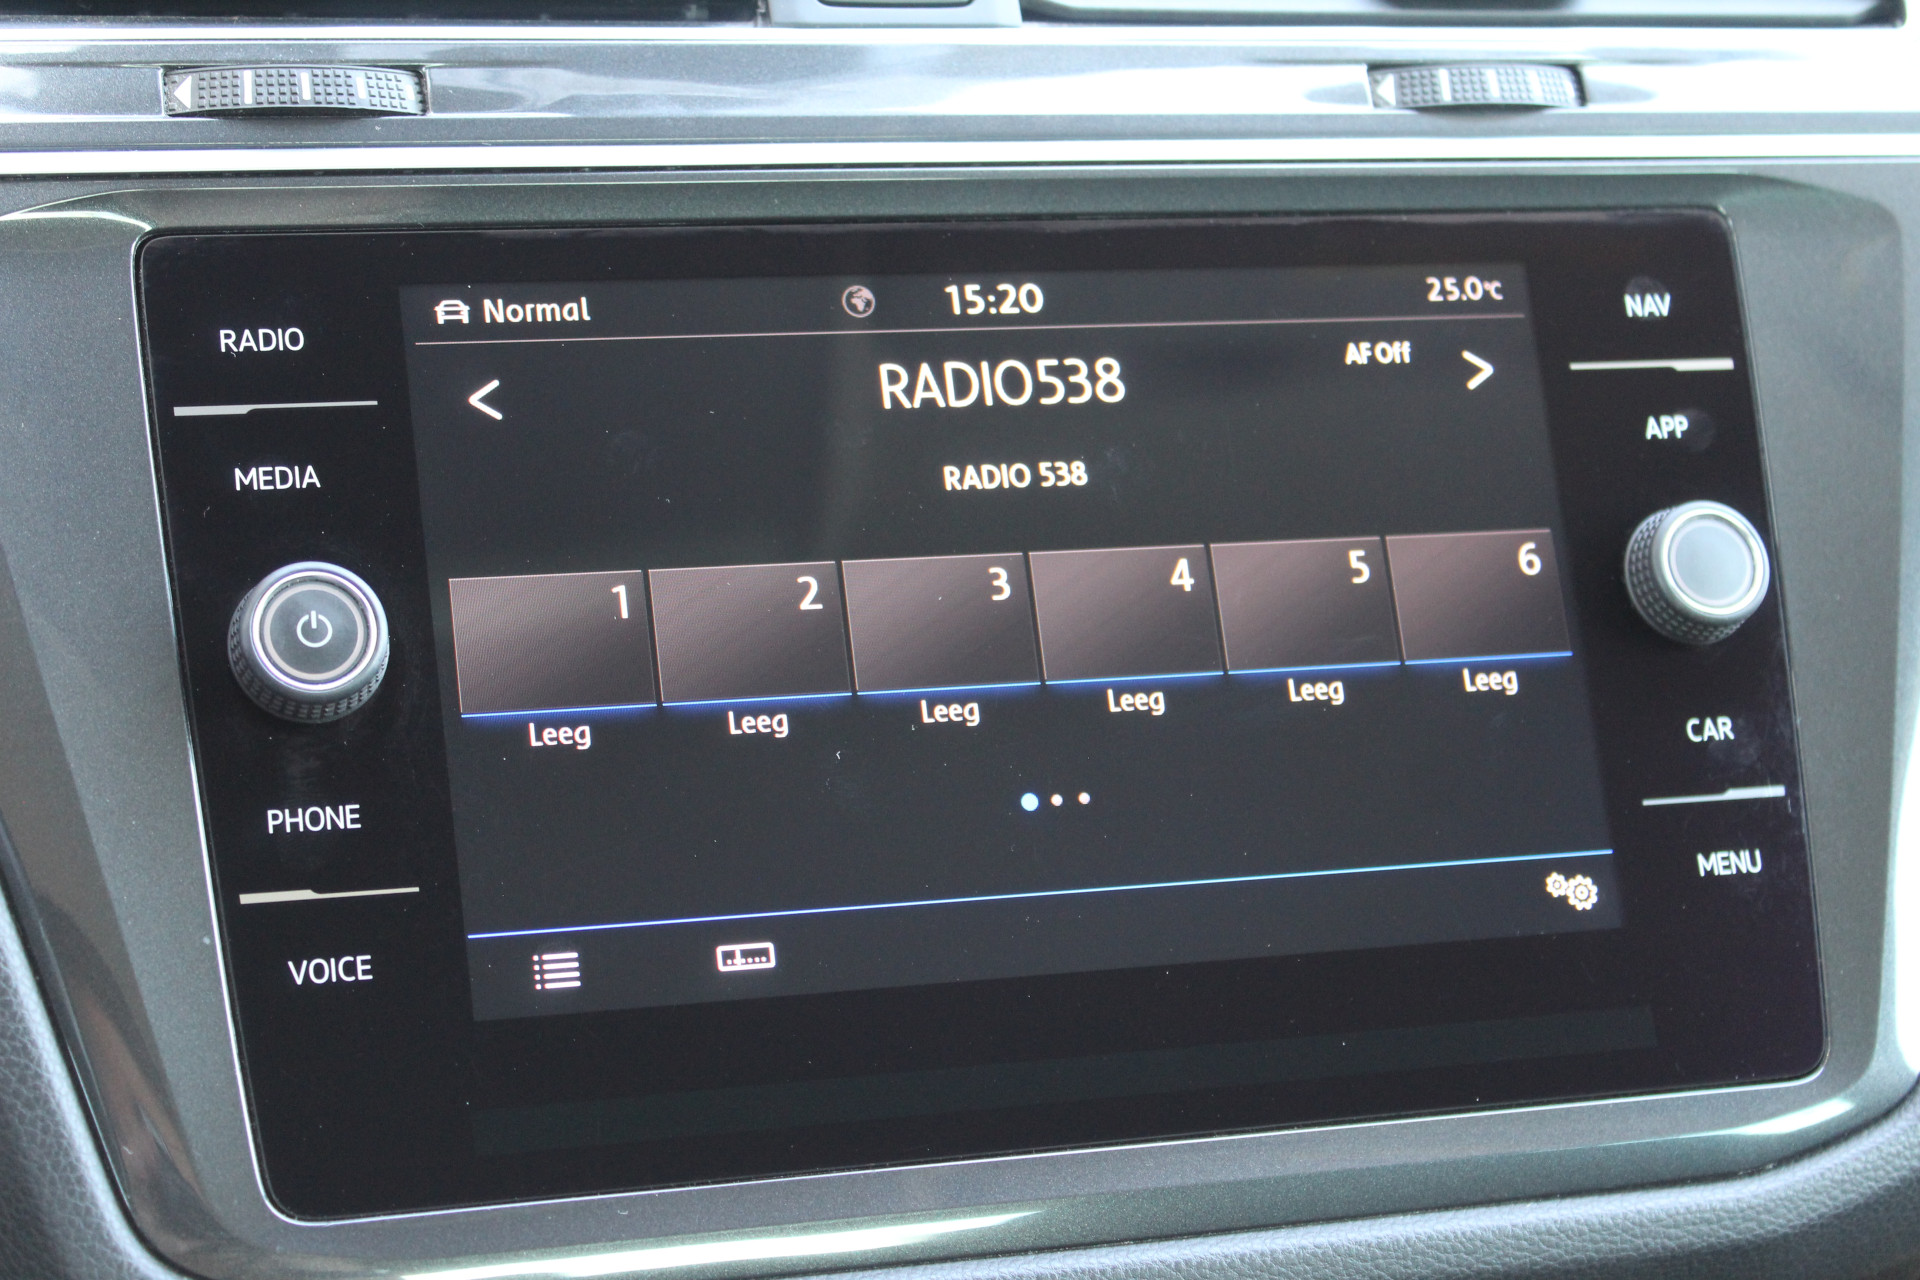 Normal 15:20 25.0°C
RADIO
MEDIA
PHONE
VOICE
RADIO538
AF Off
RADIO 538
< >
1 2 3 4 5 6
Leeg Leeg Leeg Leeg Leeg Leeg
NAV
APP
CAR
MENU